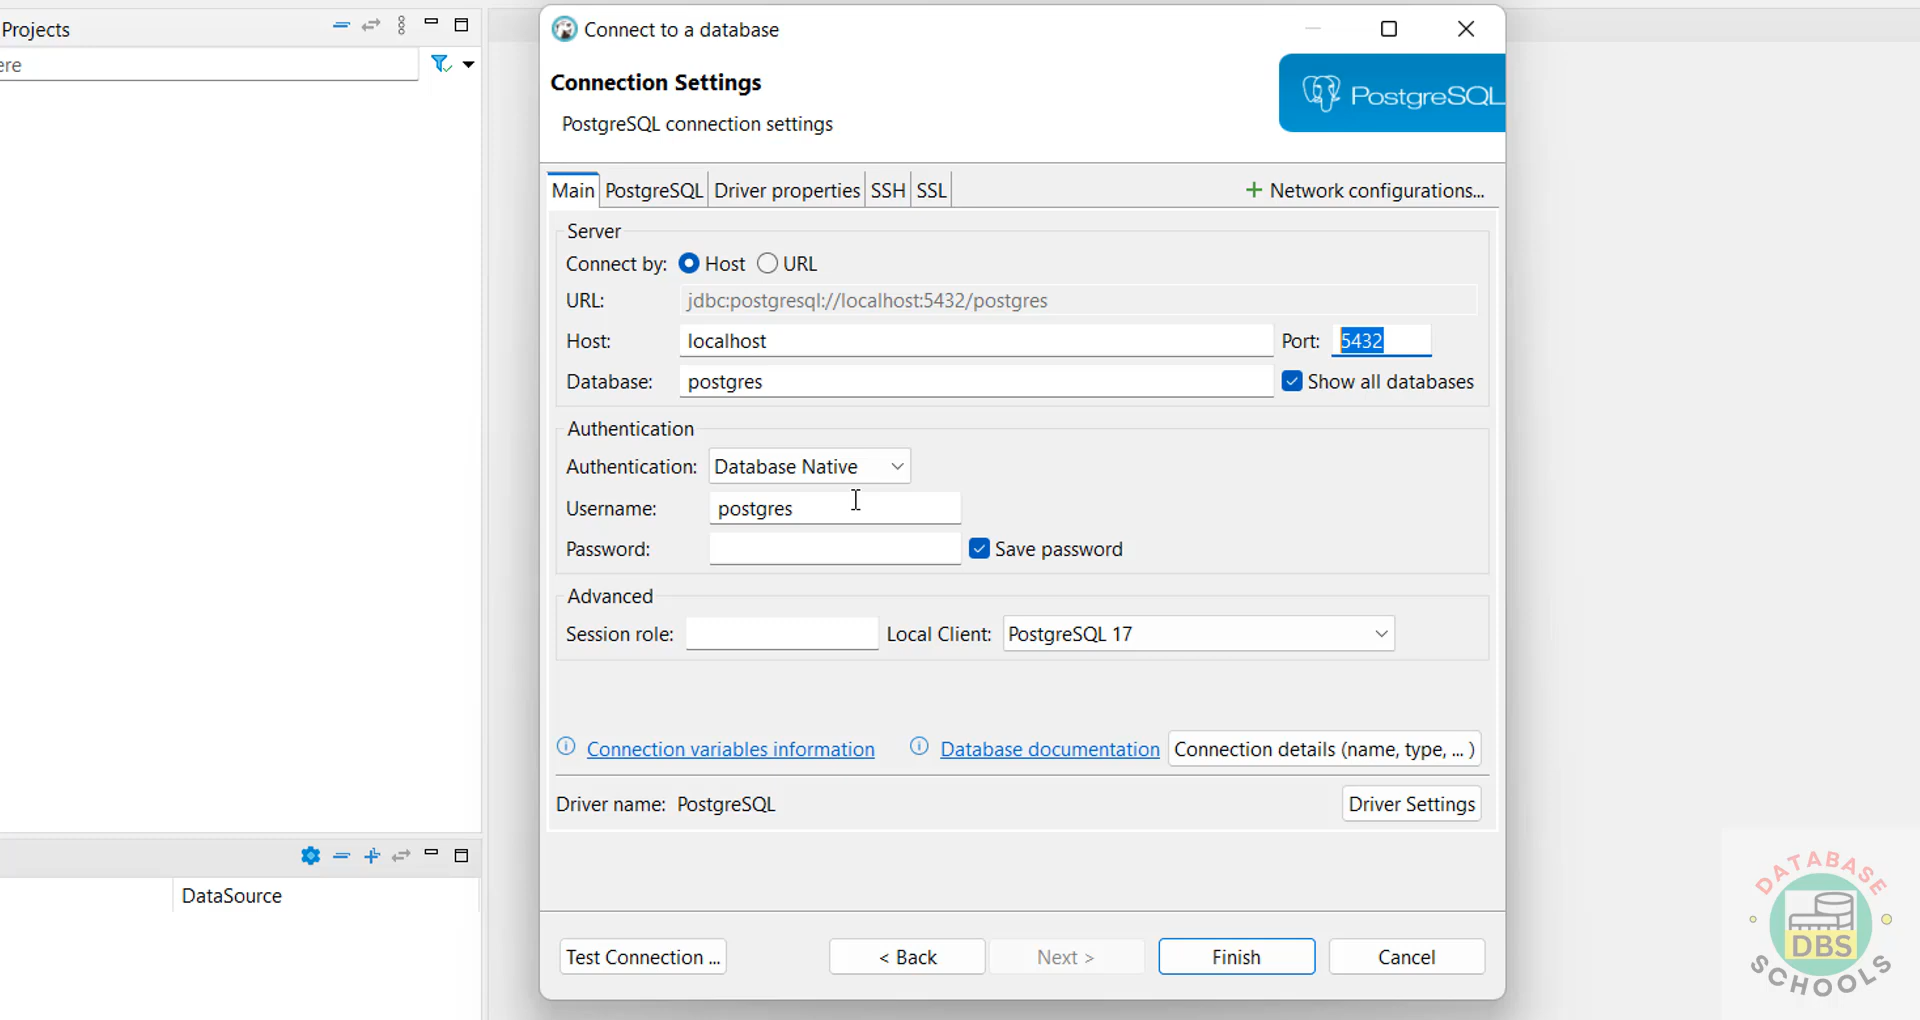 Projects
ere
Connect to a database
Connection Settings
PostgreSQL connection settings
PostgreSQL
Main PostgreSQL Driver properties SSH SSL + Network configurations...
Server
Connect by: Host URL
URL: jdbc:postgresql://localhost:5432/postgres
Host: localhost Port: 5432
Database: postgres Show all databases
Authentication
Authentication: Database Native
Username: postgres
Password: Save password
Advanced
Session role: Local Client: PostgreSQL 17
Connection variables information Database documentation Connection details (name, type, ... )
Driver name: PostgreSQL Driver Settings
DataSource
Test Connection ... < Back Next > Finish Cancel
DATABASE
DBS
SCHOOLS